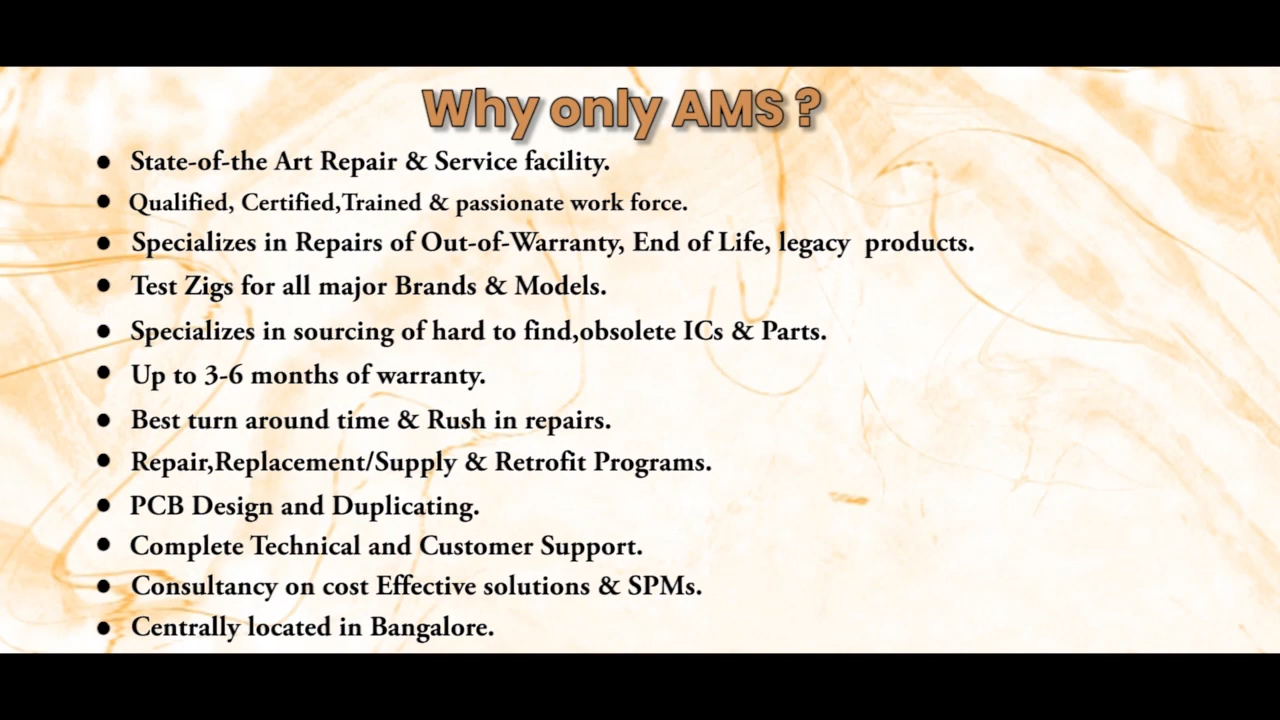 Why only AMS ?
● State-of-the Art Repair & Service facility.
● Qualified, Certified,Trained & passionate work force.
● Specializes in Repairs of Out-of-Warranty, End of Life, legacy  products.
● Test Zigs for all major Brands & Models.
● Specializes in sourcing of hard to find,obsolete ICs & Parts.
● Up to 3-6 months of warranty.
● Best turn around time & Rush in repairs.
● Repair,Replacement/Supply & Retrofit Programs.
● PCB Design and Duplicating.
● Complete Technical and Customer Support.
● Consultancy on cost Effective solutions & SPMs.
● Centrally located in Bangalore.